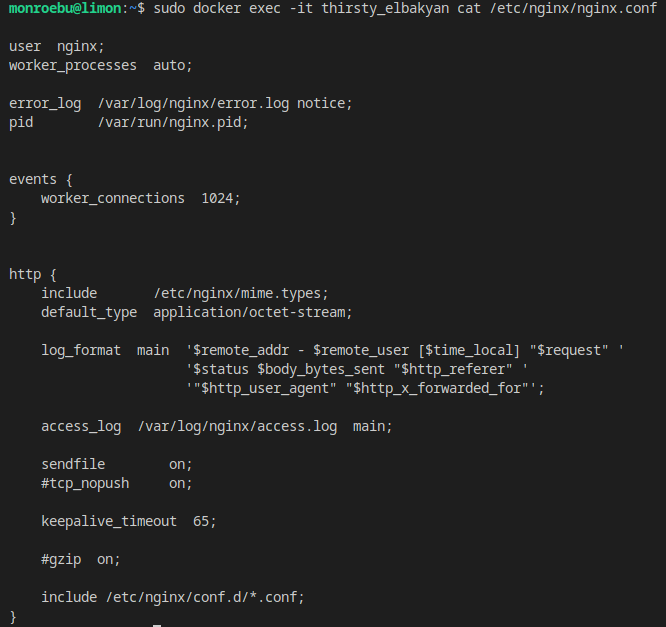 monroebu@limon:~$ sudo docker exec -it thirsty_elbakyan cat /etc/nginx/nginx.conf

user  nginx;
worker_processes  auto;

error_log  /var/log/nginx/error.log notice;
pid        /var/run/nginx.pid;


events {
    worker_connections  1024;
}


http {
    include       /etc/nginx/mime.types;
    default_type  application/octet-stream;

    log_format  main  '$remote_addr - $remote_user [$time_local] "$request" '
                      '$status $body_bytes_sent "$http_referer" '
                      '"$http_user_agent" "$http_x_forwarded_for"';

    access_log  /var/log/nginx/access.log  main;

    sendfile        on;
    #tcp_nopush     on;

    keepalive_timeout  65;

    #gzip  on;

    include /etc/nginx/conf.d/*.conf;
}